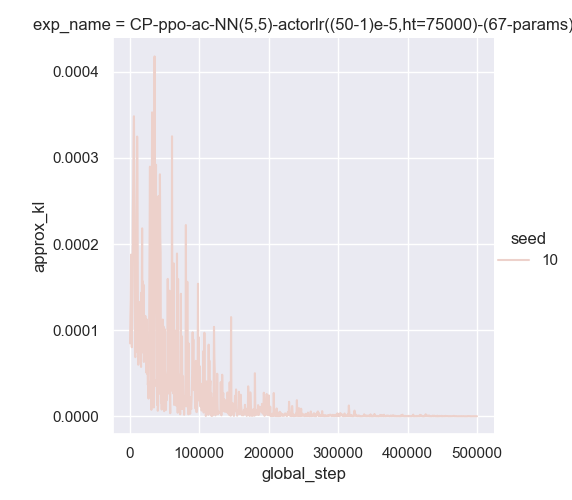 exp_name = CP-ppo-ac-NN(5,5)-actorlr((50-1)e-5,ht=75000)-(67-params)
0.0004
0.0003
0.0002
0.0001
0.0000
approx_kl
0 100000 200000 300000 400000 500000
global_step
seed
10